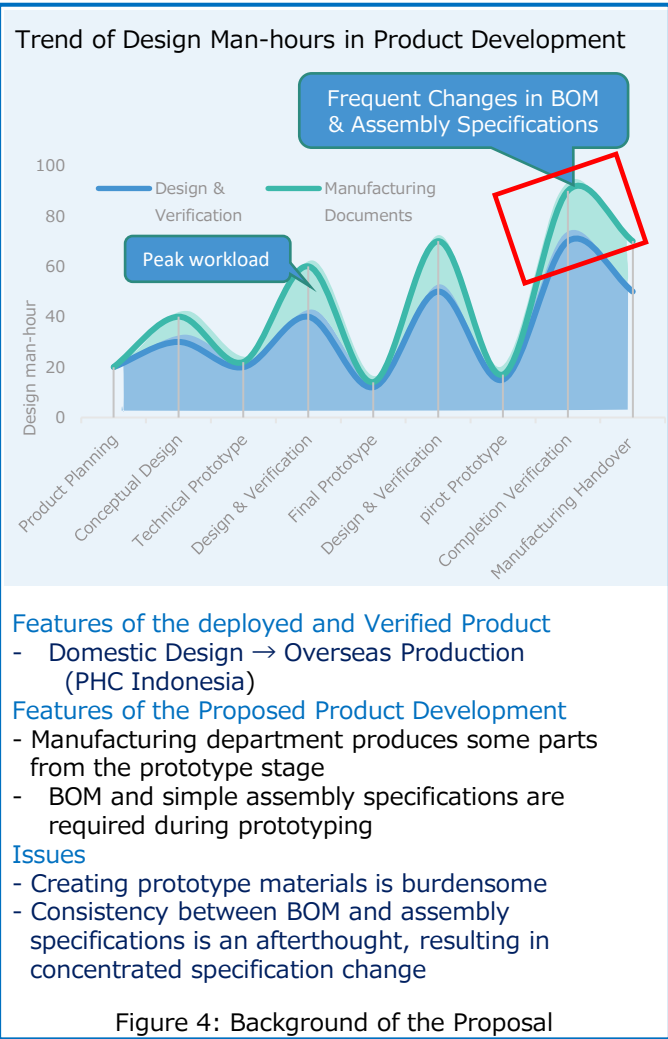 Trend of Design Man-hours in Product Development
Frequent Changes in BOM
& Assembly Specifications
100
80
60
40
20
0
Design man-hour
Design &
Verification
Manufacturing
Documents
Peak workload
Product Planning
Conceptual Design
Technical Prototype
Design & Verification
Final Prototype
Design & Verification
pirot Prototype
Completion Verification
Manufacturing Handover
Features of the deployed and Verified Product
- Domestic Design → Overseas Production
(PHC Indonesia)
Features of the Proposed Product Development
- Manufacturing department produces some parts
from the prototype stage
- BOM and simple assembly specifications are
required during prototyping
Issues
- Creating prototype materials is burdensome
- Consistency between BOM and assembly
specifications is an afterthought, resulting in
concentrated specification change
Figure 4: Background of the Proposal